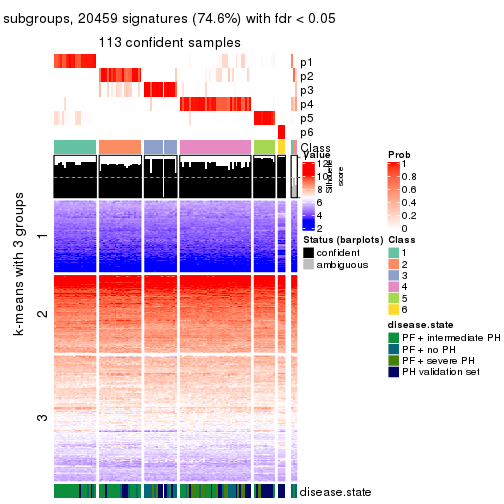 subgroups, 20459 signatures (74.6%) with fdr < 0.05
113 confident samples
p1
p2
p3
p4
p5
p6
Class
Silhouette
score
k-means with 3 groups
1
2
3
Value
12
10
8
6
4
2
Status (barplots)
confident
ambiguous
Prob
1
0.8
0.6
0.4
0.2
0
Class
1
2
3
4
5
6
disease.state
PF + intermediate PH
PF + no PH
PF + severe PH
PH validation set
disease.state